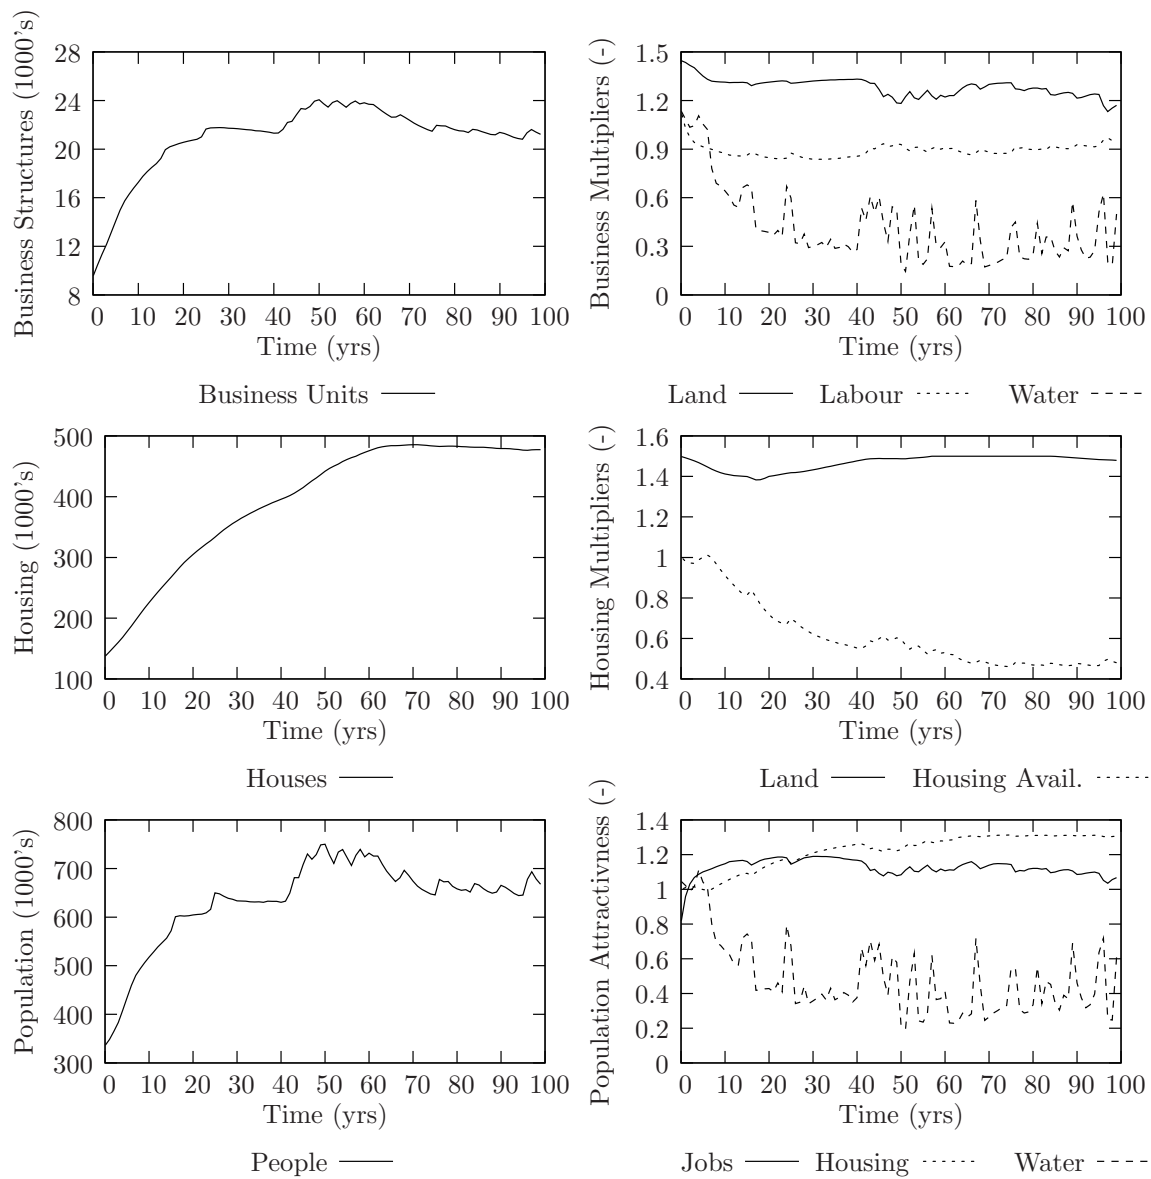 Business Structures (1000's)
28
24
20
16
12
8
0 10 20 30 40 50 60 70 80 90 100
Time (yrs)
Business Units
Business Multipliers (-)
1.5
1.2
0.9
0.6
0.3
0
0 10 20 30 40 50 60 70 80 90 100
Time (yrs)
Land Labour Water
Housing (1000's)
500
400
300
200
100
0 10 20 30 40 50 60 70 80 90 100
Time (yrs)
Houses
Housing Multipliers (-)
1.6
1.4
1.2
1
0.8
0.6
0.4
0 10 20 30 40 50 60 70 80 90 100
Time (yrs)
Land Housing Avail.
Population (1000's)
800
700
600
500
400
300
0 10 20 30 40 50 60 70 80 90 100
Time (yrs)
People
Population Attractivness (-)
1.4
1.2
1
0.8
0.6
0.4
0.2
0
0 10 20 30 40 50 60 70 80 90 100
Time (yrs)
Jobs Housing Water